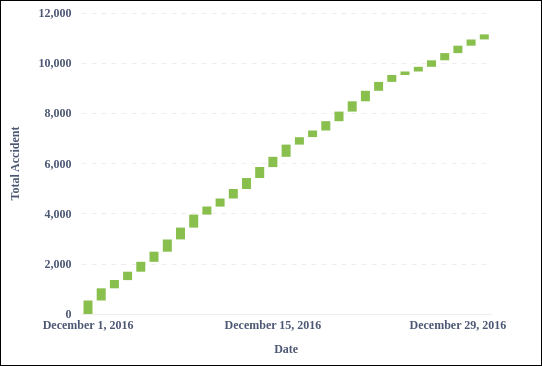 12,000
10,000
8,000
6,000
4,000
2,000
0
Total Accident
December 1, 2016 December 15, 2016 December 29, 2016
Date